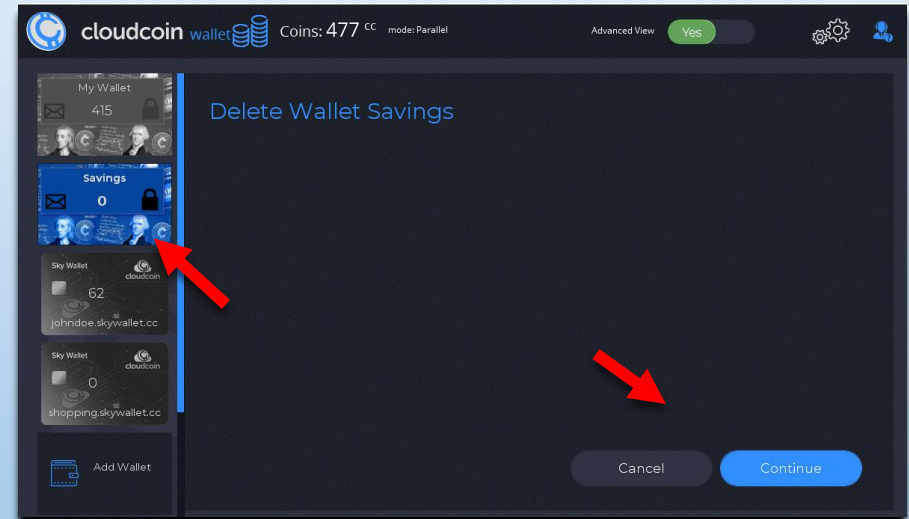 cloudcoin wallet Coins: 477 CC mode: Parallel Advanced View Yes
My Wallet
415
Delete Wallet Savings
Savings
0
Sky Wallet cloudcoin
62
johndoe.skywallet.cc
Sky Wallet cloudcoin
0
shopping.skywallet.cc
Add Wallet
Cancel Continue